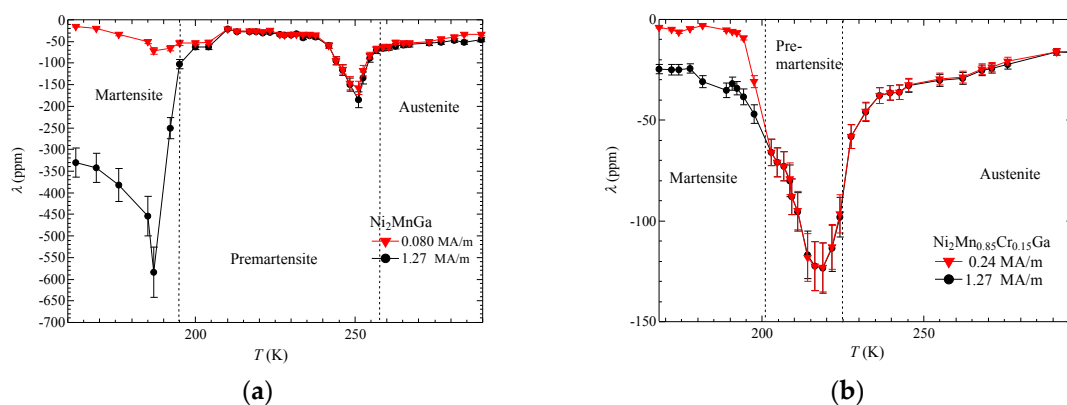 0
-50
-100
-150
-200
-250
-300
-350
-400
-450
-500
-550
-600
-650
-700
λ (ppm)
Martensite
Austenite
Premartensite
Ni₂MnGa
0.080 MA/m
1.27 MA/m
200
250
T (K)
(a)
0
-50
-100
-150
λ (ppm)
Pre-
martensite
Martensite
Austenite
Ni₂Mn₀.₈₅Cr₀.₁₅Ga
0.24 MA/m
1.27 MA/m
200
250
T (K)
(b)